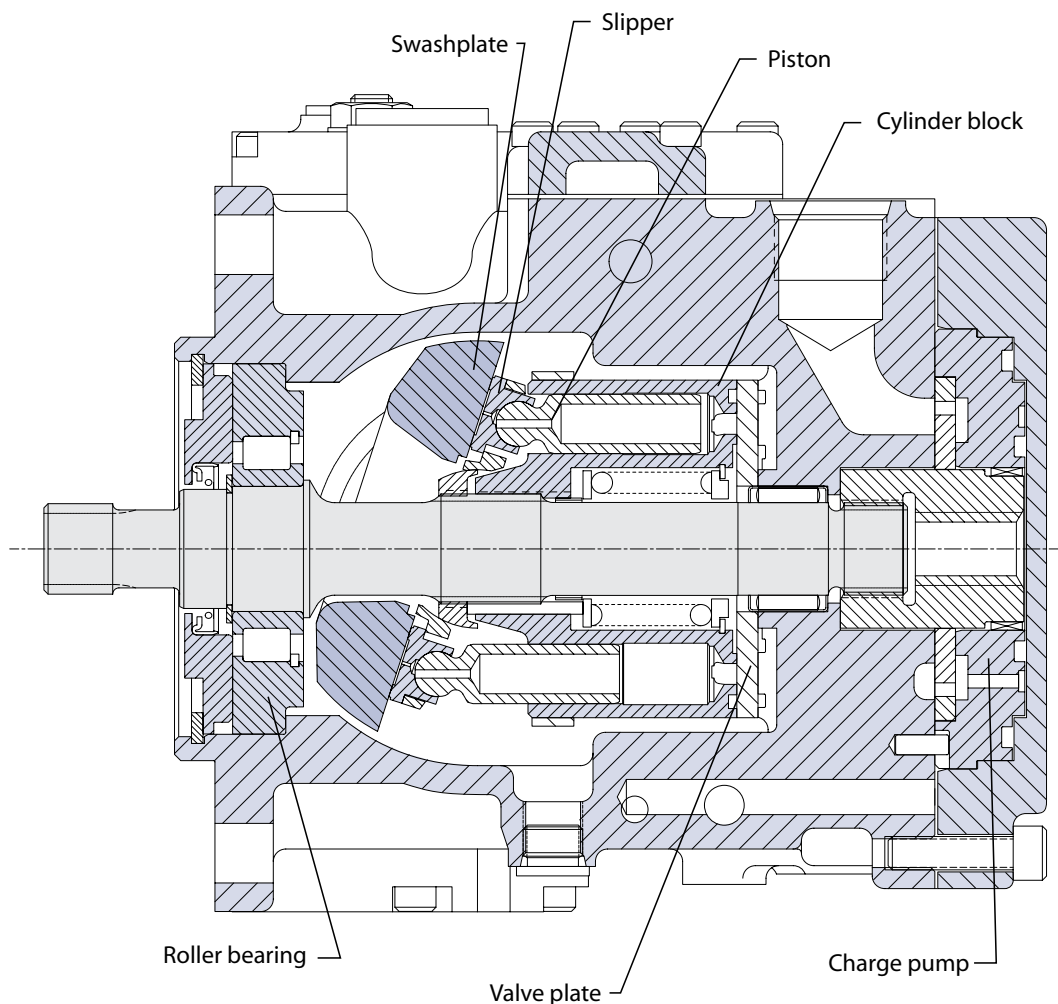 Slipper
Swashplate
Piston
Cylinder block
Roller bearing
Charge pump
Valve plate